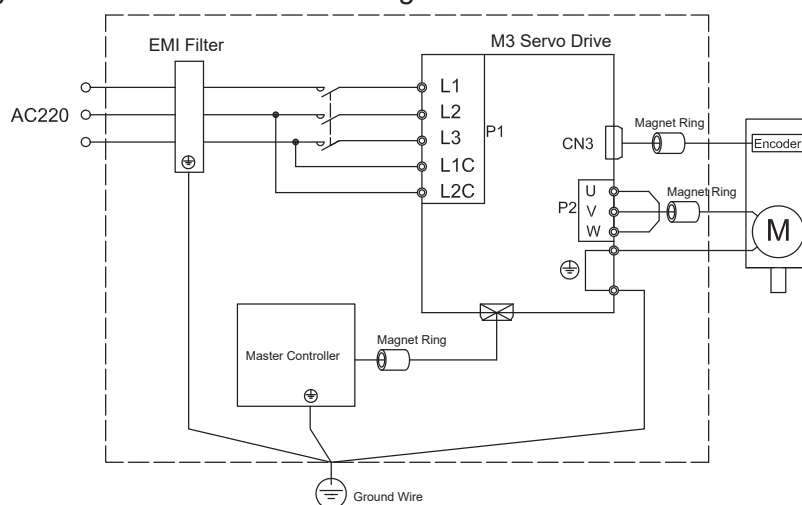 EMI Filter
M3 Servo Drive
AC220
L1
L2
L3
L1C
L2C
P1
CN3
Magnet Ring
Encoder
P2
U
V
W
Magnet Ring
M
Master Controller
Magnet Ring
Ground Wire